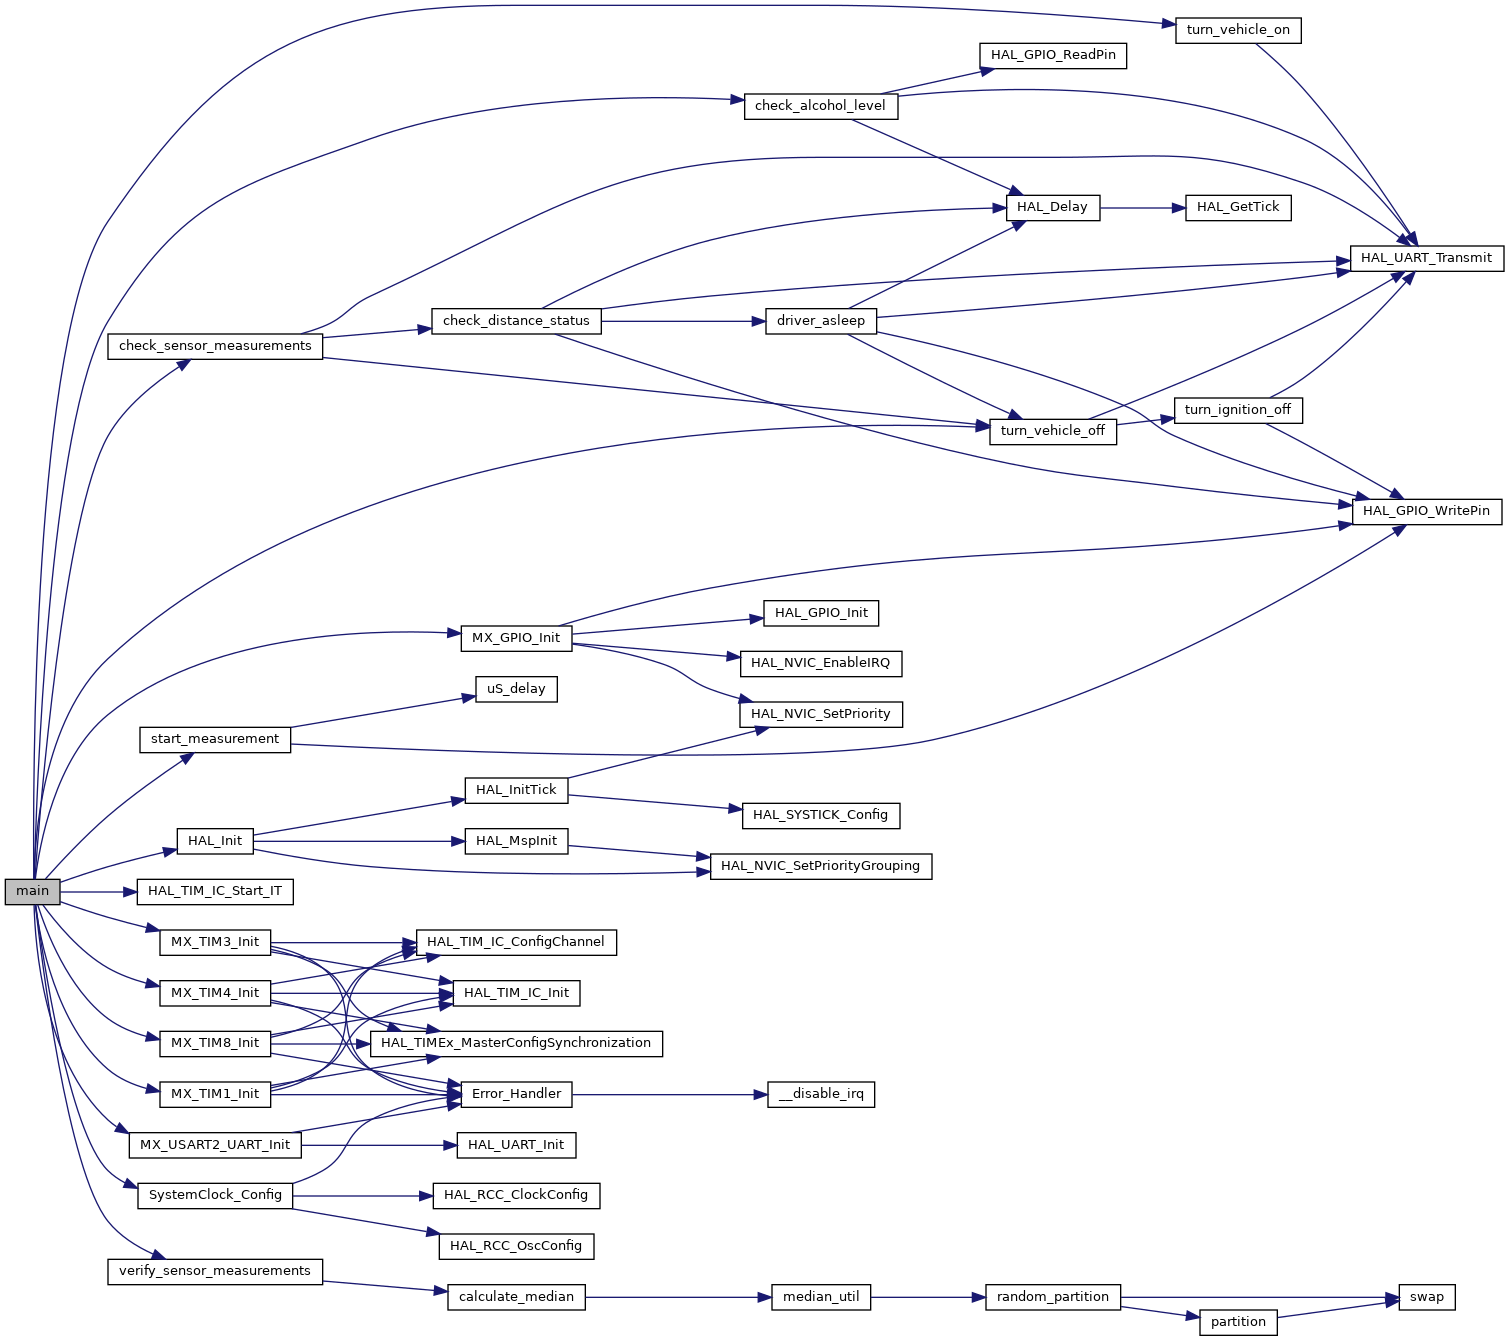 turn_vehicle_on
HAL_GPIO_ReadPin
check_alcohol_level
HAL_Delay
HAL_GetTick
HAL_UART_Transmit
check_distance_status
driver_asleep
check_sensor_measurements
turn_ignition_off
turn_vehicle_off
HAL_GPIO_WritePin
HAL_GPIO_Init
MX_GPIO_Init
HAL_NVIC_EnableIRQ
uS_delay
HAL_NVIC_SetPriority
start_measurement
HAL_InitTick
HAL_SYSTICK_Config
HAL_Init
HAL_MspInit
HAL_NVIC_SetPriorityGrouping
main
HAL_TIM_IC_Start_IT
MX_TIM3_Init
HAL_TIM_IC_ConfigChannel
MX_TIM4_Init
HAL_TIM_IC_Init
MX_TIM8_Init
HAL_TIMEx_MasterConfigSynchronization
MX_TIM1_Init
Error_Handler
__disable_irq
MX_USART2_UART_Init
HAL_UART_Init
SystemClock_Config
HAL_RCC_ClockConfig
HAL_RCC_OscConfig
verify_sensor_measurements
calculate_median
median_util
random_partition
swap
partition